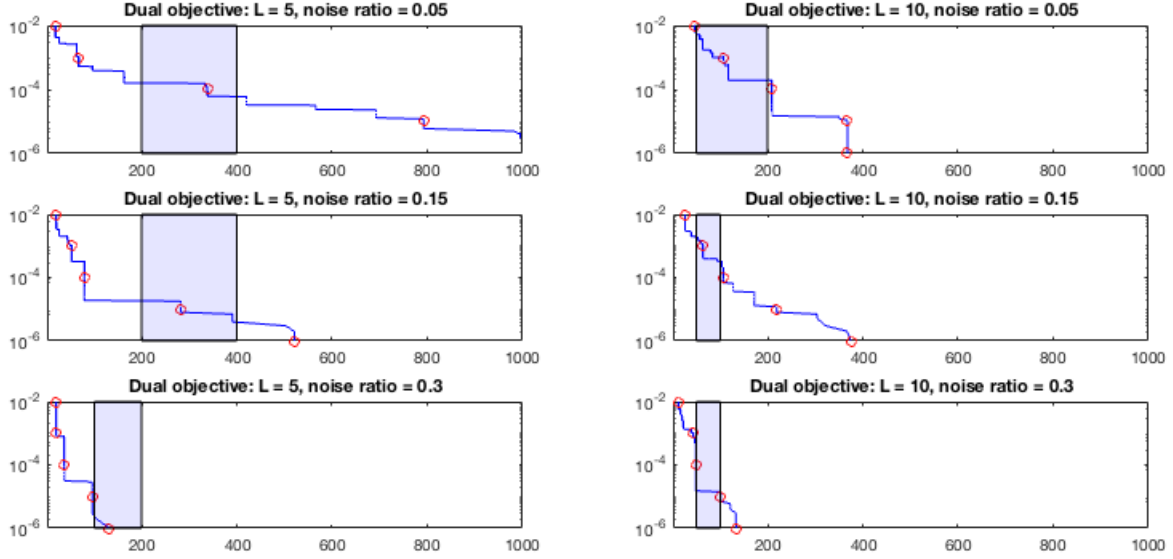 Dual objective: L = 5, noise ratio = 0.05
10^-2
10^-4
10^-6
200 400 600 800 1000
Dual objective: L = 10, noise ratio = 0.05
10^-2
10^-4
10^-6
200 400 600 800 1000
Dual objective: L = 5, noise ratio = 0.15
10^-2
10^-4
10^-6
200 400 600 800 1000
Dual objective: L = 10, noise ratio = 0.15
10^-2
10^-4
10^-6
200 400 600 800 1000
Dual objective: L = 5, noise ratio = 0.3
10^-2
10^-4
10^-6
200 400 600 800 1000
Dual objective: L = 10, noise ratio = 0.3
10^-2
10^-4
10^-6
200 400 600 800 1000